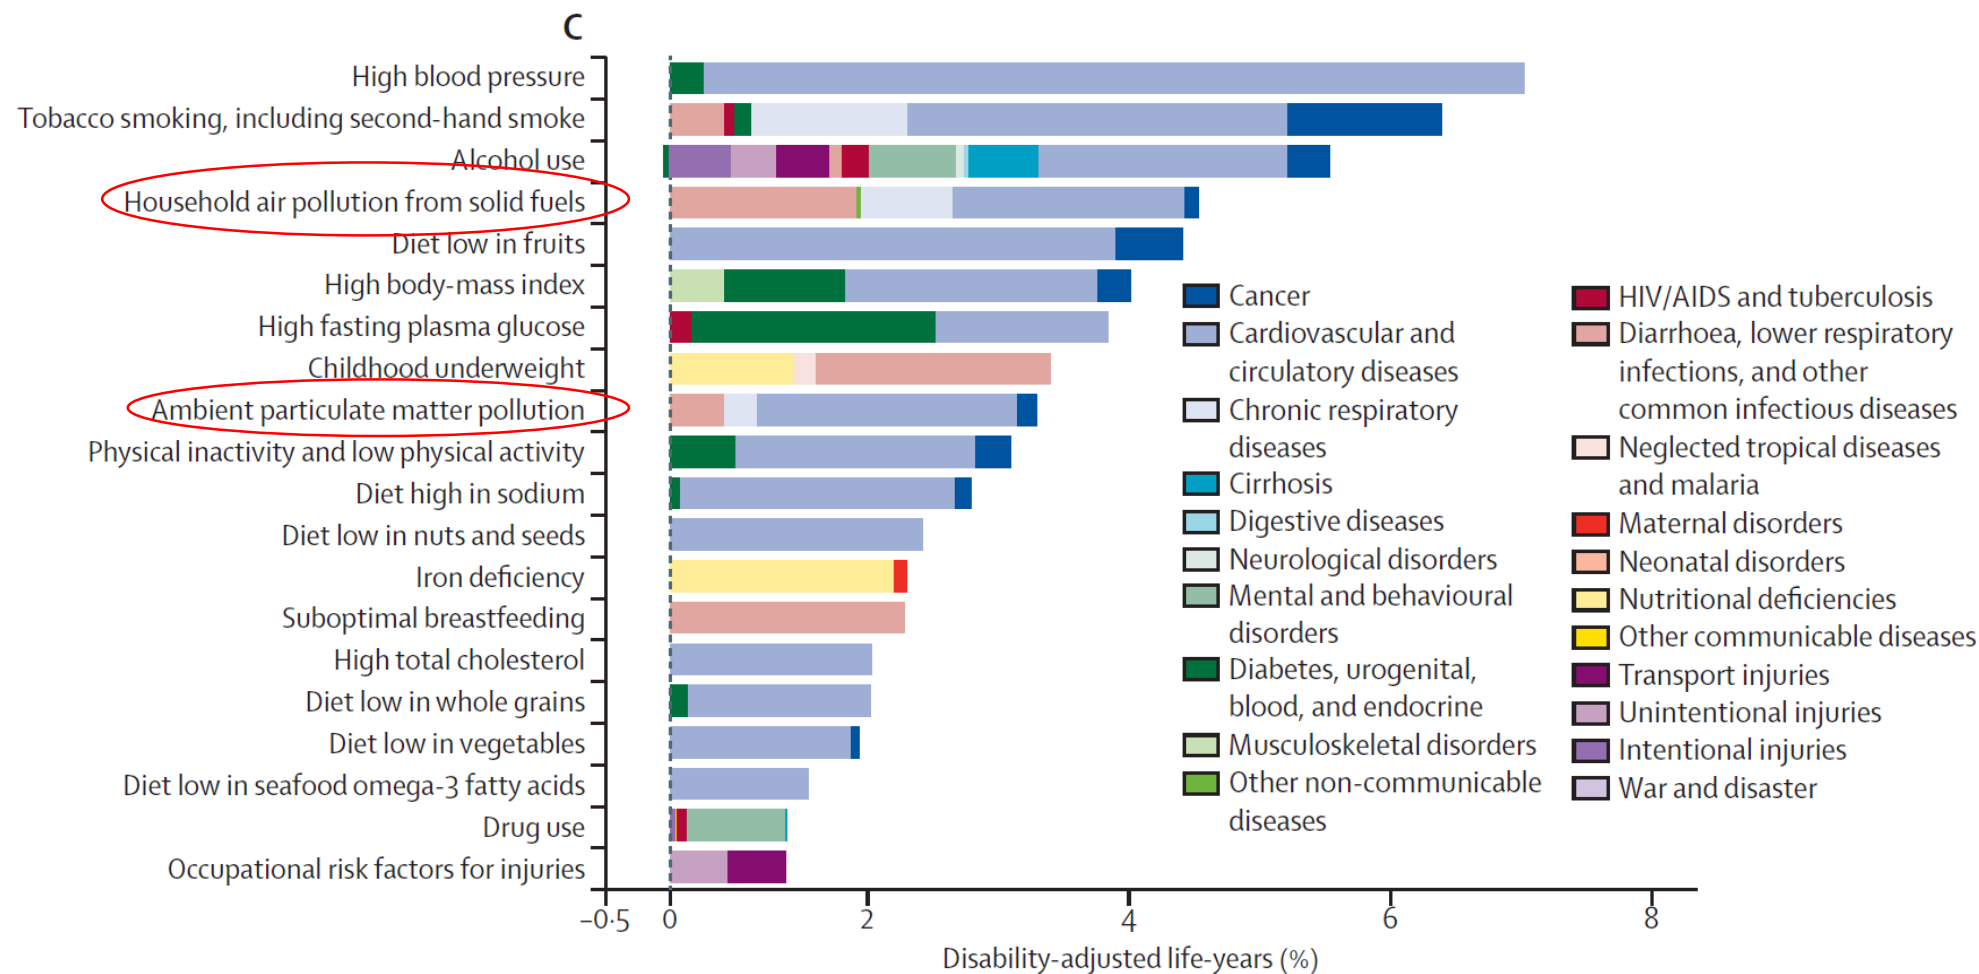 C
High blood pressure
Tobacco smoking, including second-hand smoke
Alcohol use
Household air pollution from solid fuels
Diet low in fruits
High body-mass index
High fasting plasma glucose
Childhood underweight
Ambient particulate matter pollution
Physical inactivity and low physical activity
Diet high in sodium
Diet low in nuts and seeds
Iron deficiency
Suboptimal breastfeeding
High total cholesterol
Diet low in whole grains
Diet low in vegetables
Diet low in seafood omega-3 fatty acids
Drug use
Occupational risk factors for injuries
Cancer
Cardiovascular and
circulatory diseases
Chronic respiratory
diseases
Cirrhosis
Digestive diseases
Neurological disorders
Mental and behavioural
disorders
Diabetes, urogenital,
blood, and endocrine
Musculoskeletal disorders
Other non-communicable
diseases
HIV/AIDS and tuberculosis
Diarrhoea, lower respiratory
infections, and other
common infectious diseases
Neglected tropical diseases
and malaria
Maternal disorders
Neonatal disorders
Nutritional deficiencies
Other communicable diseases
Transport injuries
Unintentional injuries
Intentional injuries
War and disaster
–0·5 0 2 4 6 8
Disability-adjusted life-years (%)